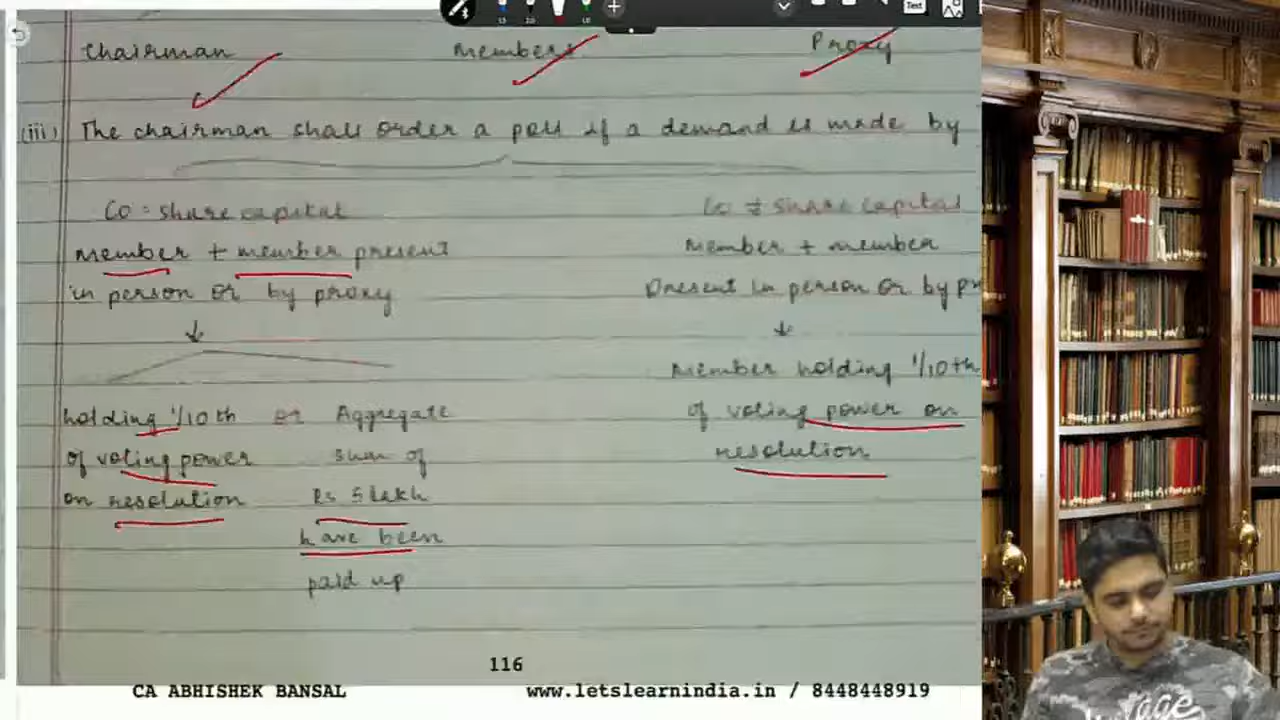 Chairman Members Proxy
(iii) The chairman shall order a poll if a demand is made by
Co = share capital Co ≠ share capital
member + member present member + member
in person or by proxy present in person or by pr
↓ ↓
member holding 1/10th
holding 1/10th or Aggregate of voting power on
of voting power sum of resolution
on resolution Rs 5 lakh
have been
paid up
116
CA ABHISHEK BANSAL www.letslearnindia.in / 8448448919
Text